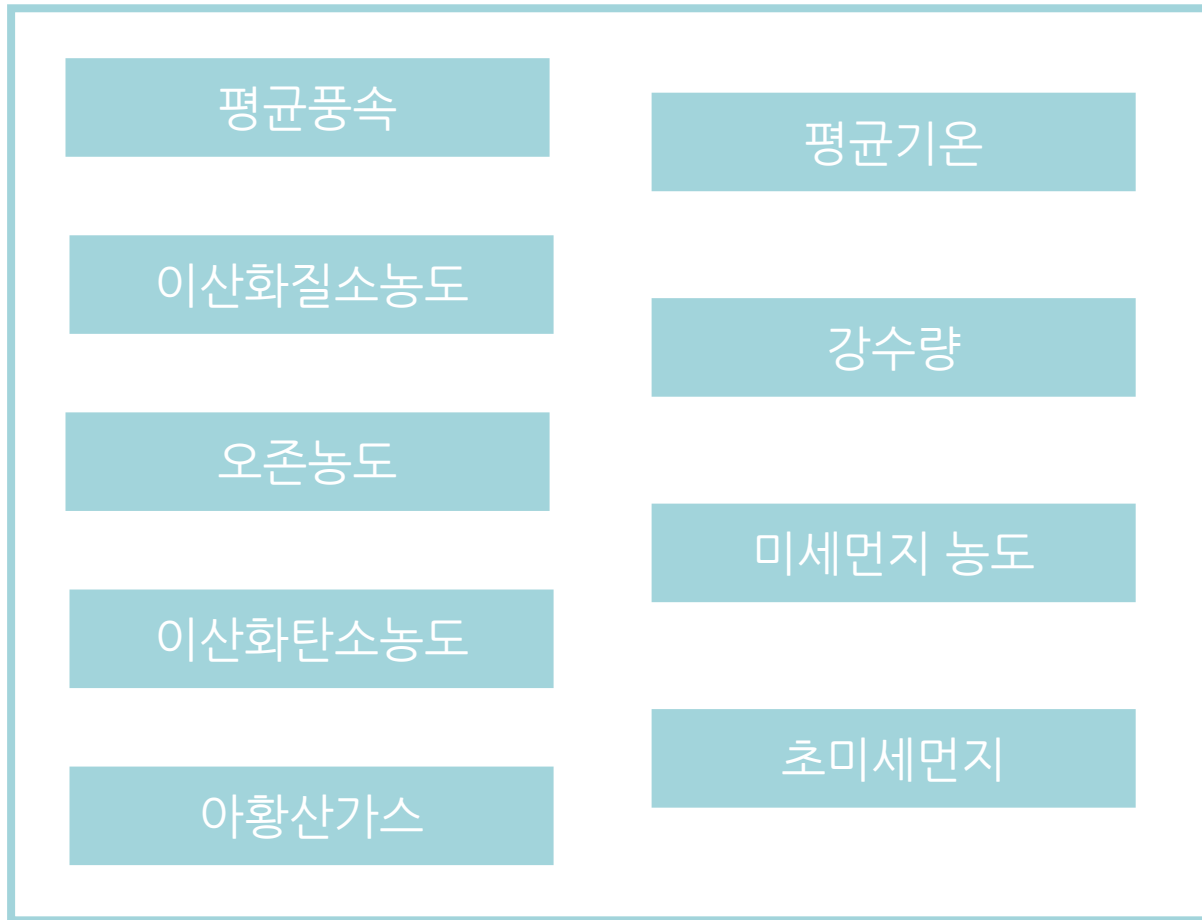 평균풍속
이산화질소농도
오존농도
이산화탄소농도
아황산가스
평균기온
강수량
미세먼지 농도
초미세먼지